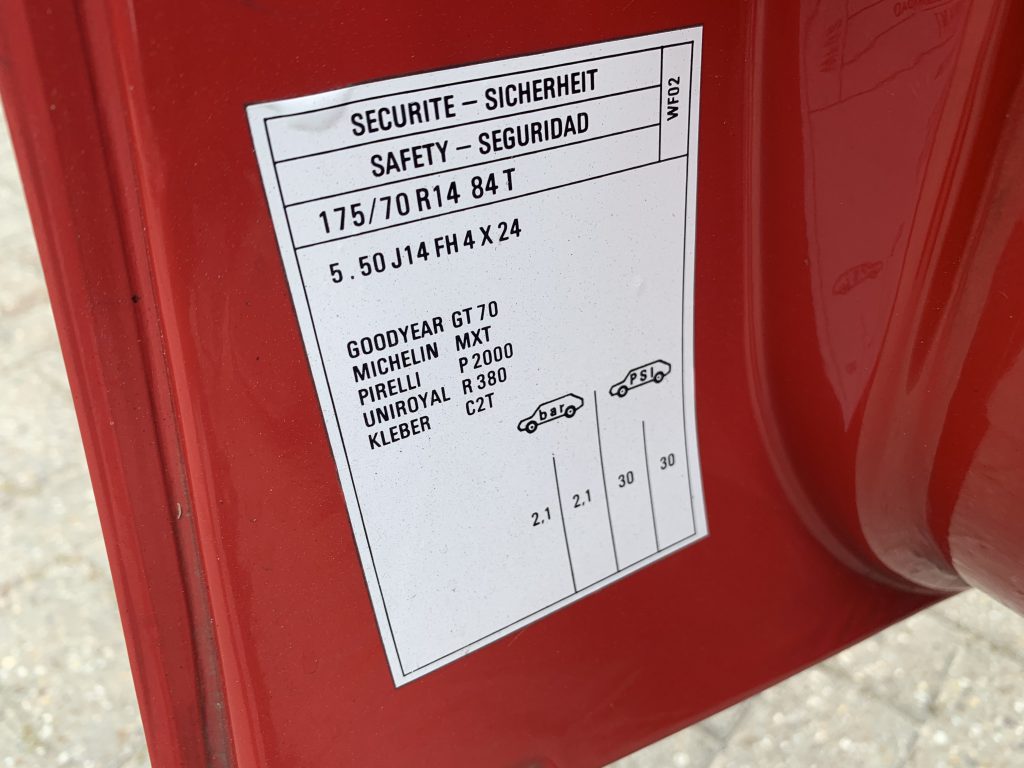 SECURITE – SICHERHEIT
SAFETY – SEGURIDAD
WF02
175/70 R14 84 T
5.50 J14 FH 4 X 24
GOODYEAR GT 70
MICHELIN MXT
PIRELLI P 2000
UNIROYAL R 380
KLEBER C2T
bar PSI
2,1 2,1 30 30